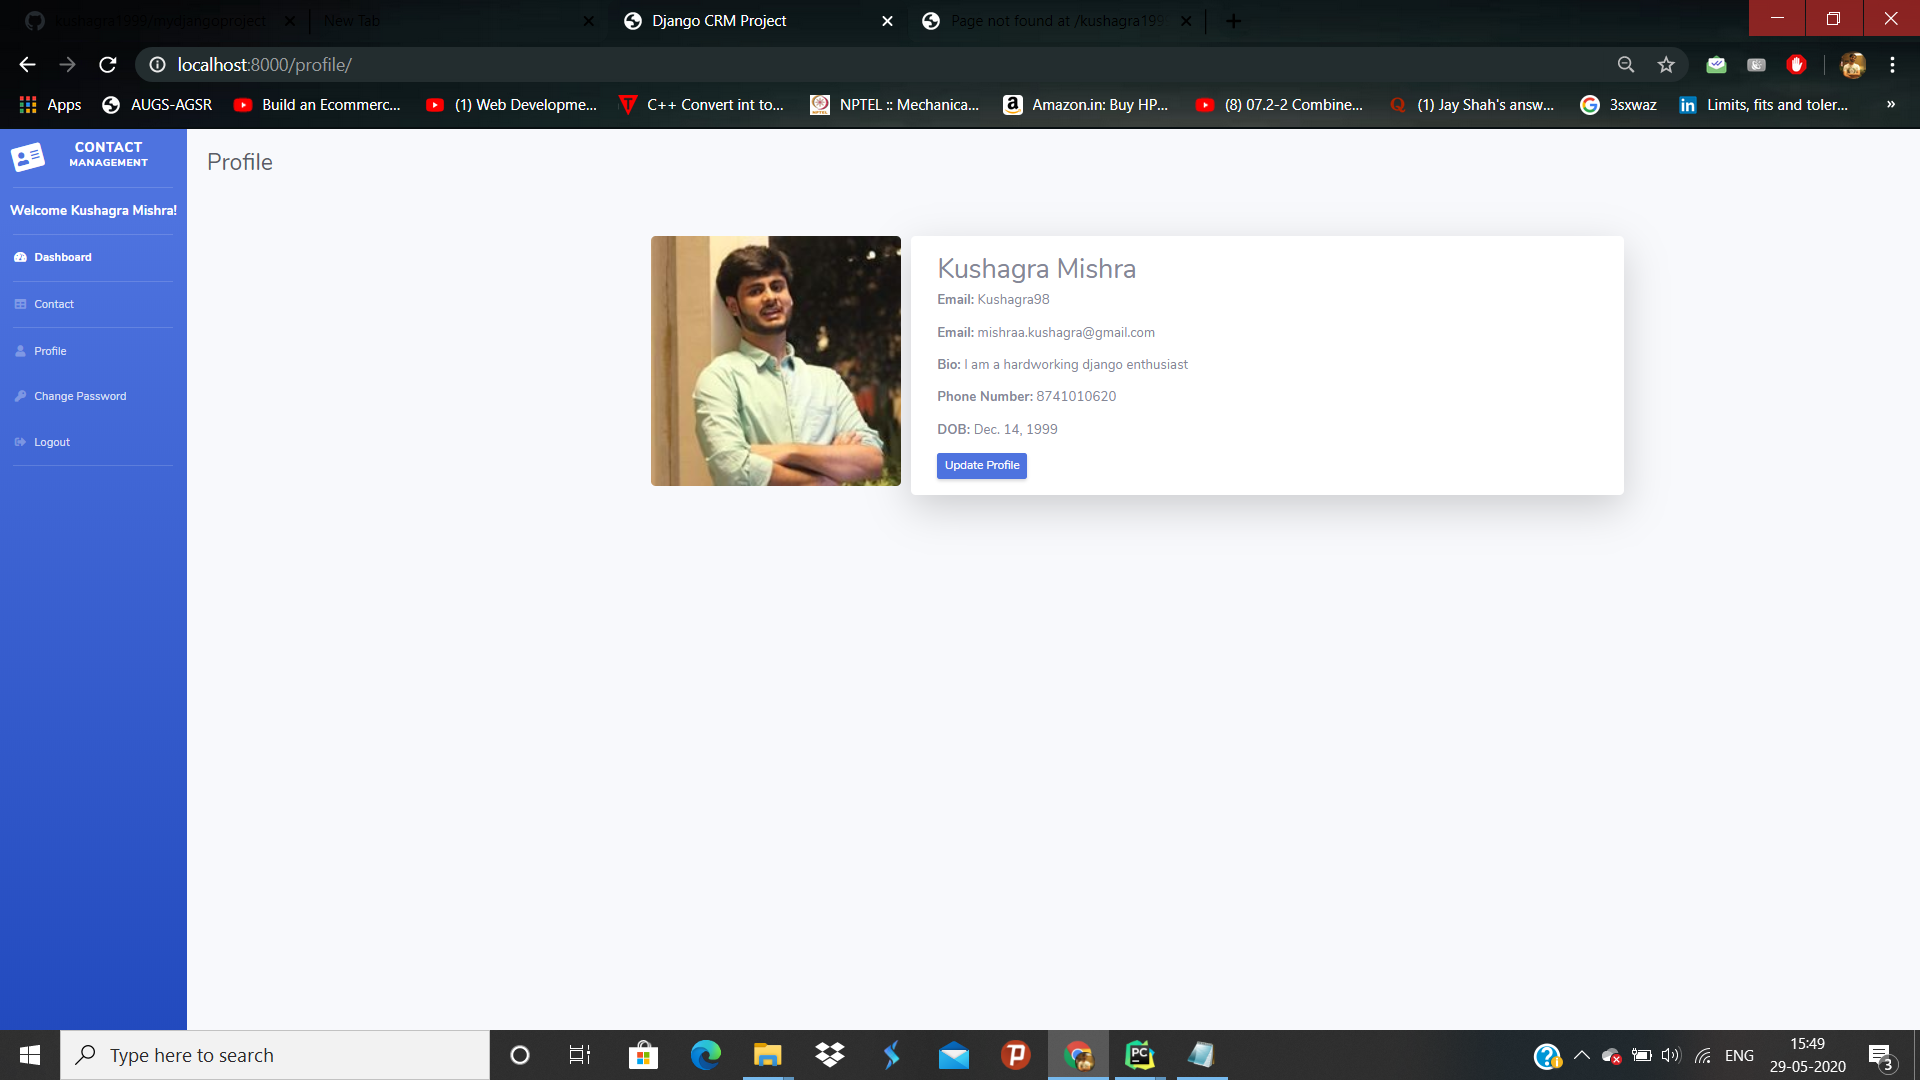 kushagra1999/mydjangoproject
New Tab
Django CRM Project
Page not found at /kushagra199
localhost:8000/profile/
Apps
AUGS-AGSR
Build an Ecommerc...
(1) Web Developme...
C++ Convert int to...
NPTEL :: Mechanica...
Amazon.in: Buy HP...
(8) 07.2-2 Combine...
(1) Jay Shah's answ...
3sxwaz
Limits, fits and toler...
»
CONTACT
MANAGEMENT
Welcome Kushagra Mishra!
Dashboard
Contact
Profile
Change Password
Logout
Profile
Kushagra Mishra
Email: Kushagra98
Email: mishraa.kushagra@gmail.com
Bio: I am a hardworking django enthusiast
Phone Number: 8741010620
DOB: Dec. 14, 1999
Update Profile
Type here to search
ENG
15:49
29-05-2020
3